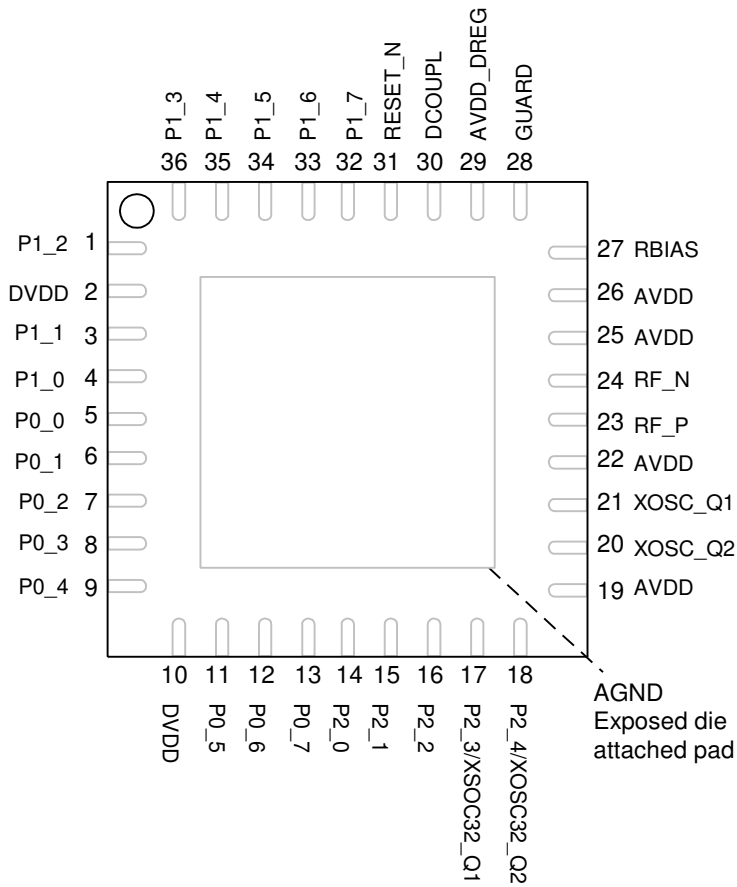 P1_3
P1_4
P1_5
P1_6
P1_7
RESET_N
DCOUPL
AVDD_DREG
GUARD
36 35 34 33 32 31 30 29 28
P1_2 1
DVDD 2
P1_1 3
P1_0 4
P0_0 5
P0_1 6
P0_2 7
P0_3 8
P0_4 9
27 RBIAS
26 AVDD
25 AVDD
24 RF_N
23 RF_P
22 AVDD
21 XOSC_Q1
20 XOSC_Q2
19 AVDD
10 11 12 13 14 15 16 17 18
DVDD
P0_5
P0_6
P0_7
P2_0
P2_1
P2_2
P2_3/XSOC32_Q1
P2_4/XOSC32_Q2
AGND
Exposed die
attached pad